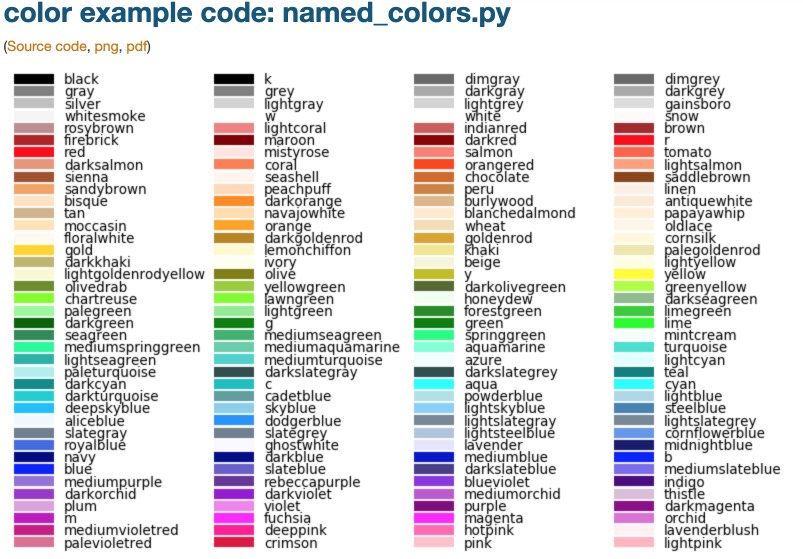 color example code: named_colors.py
(Source code, png, pdf)
black k dimgray dimgrey
gray grey darkgray darkgrey
silver lightgray lightgrey gainsboro
whitesmoke w white snow
rosybrown lightcoral indianred brown
firebrick maroon darkred r
red mistyrose salmon tomato
darksalmon coral orangered lightsalmon
sienna seashell chocolate saddlebrown
sandybrown peachpuff peru linen
bisque darkorange burlywood antiquewhite
tan navajowhite blanchedalmond papayawhip
moccasin orange wheat oldlace
floralwhite darkgoldenrod goldenrod cornsilk
gold lemonchiffon khaki palegoldenrod
darkkhaki ivory beige lightyellow
lightgoldenrodyellow olive y yellow
olivedrab yellowgreen darkolivegreen greenyellow
chartreuse lawngreen honeydew darkseagreen
palegreen lightgreen forestgreen limegreen
darkgreen g green lime
seagreen mediumseagreen springgreen mintcream
mediumspringgreen mediumaquamarine aquamarine turquoise
lightseagreen mediumturquoise azure lightcyan
paleturquoise darkslategray darkslategrey teal
darkcyan c aqua cyan
darkturquoise cadetblue powderblue lightblue
deepskyblue skyblue lightskyblue steelblue
aliceblue dodgerblue lightslategray lightslategrey
slategray slategrey lightsteelblue cornflowerblue
royalblue ghostwhite lavender midnightblue
navy darkblue mediumblue b
blue slateblue darkslateblue mediumslateblue
mediumpurple rebeccapurple blueviolet indigo
darkorchid darkviolet mediumorchid thistle
plum violet purple darkmagenta
m fuchsia magenta orchid
mediumvioletred deeppink hotpink lavenderblush
palevioletred crimson pink lightpink